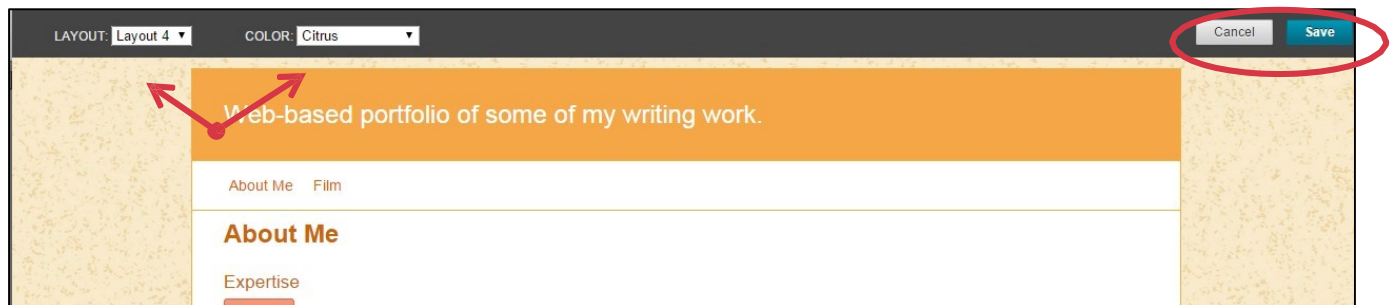 LAYOUT: Layout 4 COLOR: Citrus Cancel Save
Web-based portfolio of some of my writing work.
About Me Film
About Me
Expertise